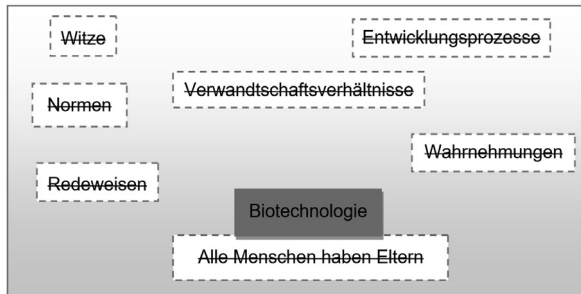 Witze
Entwicklungsprozesse
Verwandtschaftsverhältnisse
Normen
Wahrnehmungen
Redeweisen
Biotechnologie
Alle Menschen haben Eltern